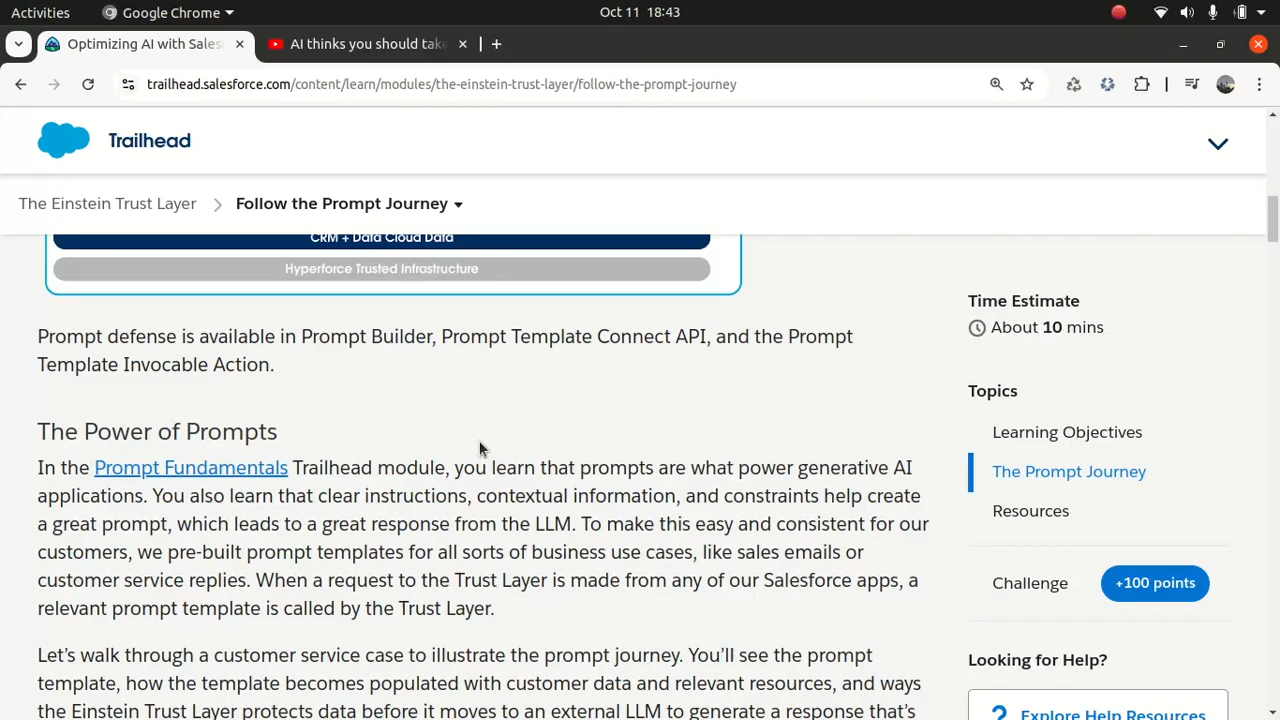 Activities
Google Chrome
Oct 11 18:43
Optimizing AI with Sales
AI thinks you should take
trailhead.salesforce.com/content/learn/modules/the-einstein-trust-layer/follow-the-prompt-journey
Trailhead
The Einstein Trust Layer
Follow the Prompt Journey
CRM + Data Cloud Data
Hyperforce Trusted Infrastructure
Prompt defense is available in Prompt Builder, Prompt Template Connect API, and the Prompt
Template Invocable Action.
The Power of Prompts
In the Prompt Fundamentals Trailhead module, you learn that prompts are what power generative AI
applications. You also learn that clear instructions, contextual information, and constraints help create
a great prompt, which leads to a great response from the LLM. To make this easy and consistent for our
customers, we pre-built prompt templates for all sorts of business use cases, like sales emails or
customer service replies. When a request to the Trust Layer is made from any of our Salesforce apps, a
relevant prompt template is called by the Trust Layer.
Let's walk through a customer service case to illustrate the prompt journey. You'll see the prompt
template, how the template becomes populated with customer data and relevant resources, and ways
the Einstein Trust Layer protects data before it moves to an external LLM to generate a response that's
Time Estimate
About 10 mins
Topics
Learning Objectives
The Prompt Journey
Resources
Challenge
+100 points
Looking for Help?
Explore Help Resources